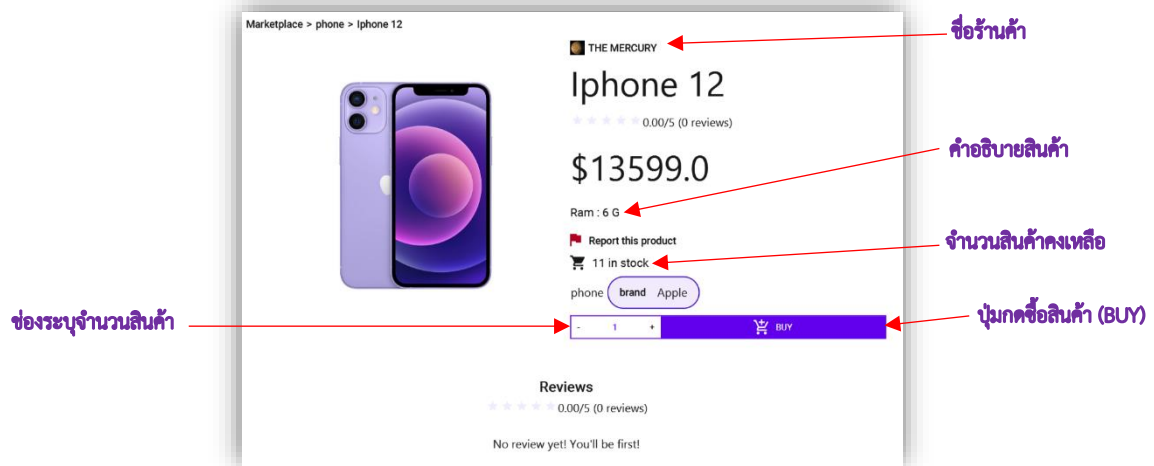 Marketplace > phone > Iphone 12
ชื่อร้านค้า
THE MERCURY
Iphone 12
0.00/5 (0 reviews)
คำอธิบายสินค้า
$13599.0
Ram : 6 G
Report this product
จำนวนสินค้าคงเหลือ
11 in stock
phone brand Apple
ช่องระบุจำนวนสินค้า
- 1 + BUY
ปุ่มกดซื้อสินค้า (BUY)
Reviews
0.00/5 (0 reviews)
No review yet! You'll be first!